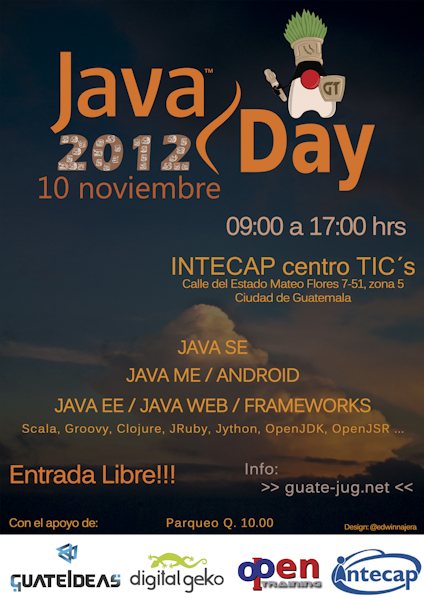 Java™
Day
GT
2012
10 noviembre
09:00 a 17:00 hrs
INTECAP centro TIC´s
Calle del Estado Mateo Flores 7-51, zona 5
Ciudad de Guatemala
JAVA SE
JAVA ME / ANDROID
JAVA EE / JAVA WEB / FRAMEWORKS
Scala, Groovy, Clojure, JRuby, Jython, OpenJDK, OpenJSR ...
Entrada Libre!!!
Info:
>> guate-jug.net <<
Con el apoyo de:
Parqueo Q. 10.00
Design: @edwinnajera
GUATEIDEAS
digitalgeko
open
TRAINING
intecap